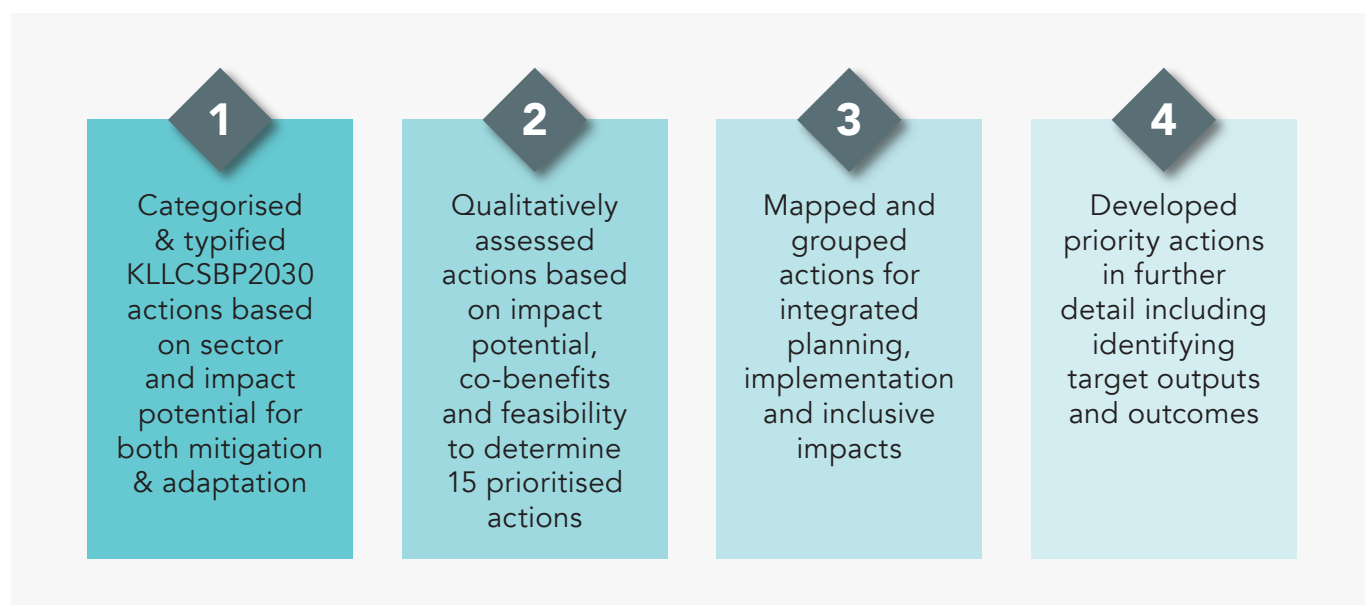 1
Categorised
& typified
KLLCSBP2030
actions based
on sector
and impact
potential for
both mitigation
& adaptation
2
Qualitatively
assessed
actions based
on impact
potential,
co-benefits
and feasibility
to determine
15 prioritised
actions
3
Mapped and
grouped
actions for
integrated
planning,
implementation
and inclusive
impacts
4
Developed
priority actions
in further
detail including
identifying
target outputs
and outcomes